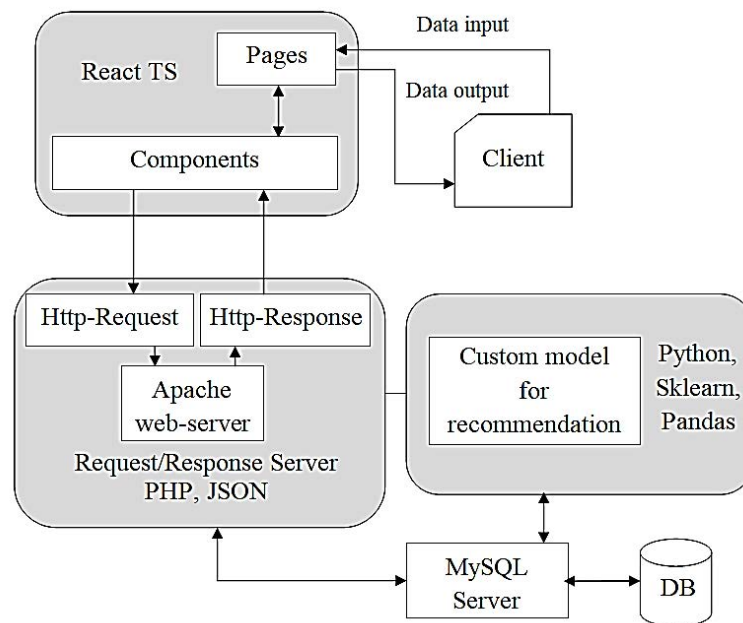 Data input
Pages
React TS
Data output
Components
Client
Http-Request
Http-Response
Apache
web-server
Request/Response Server
PHP, JSON
Custom model
for
recommendation
Python,
Sklearn,
Pandas
MySQL
Server
DB